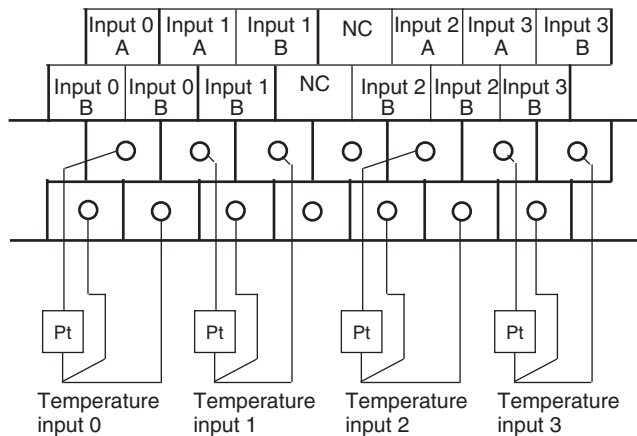 Input 0 Input 1 Input 1 NC Input 2 Input 3 Input 3
A A B A A B
Input 0 Input 0 Input 1 NC Input 2 Input 2 Input 3
B B B B B B
Pt Pt Pt Pt
Temperature Temperature Temperature Temperature
input 0 input 1 input 2 input 3